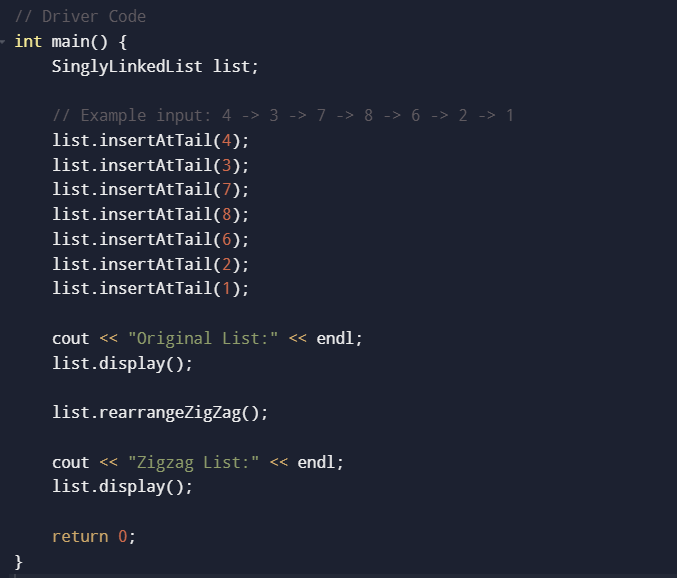 // Driver Code
int main() {
    SinglyLinkedList list;

    // Example input: 4 -> 3 -> 7 -> 8 -> 6 -> 2 -> 1
    list.insertAtTail(4);
    list.insertAtTail(3);
    list.insertAtTail(7);
    list.insertAtTail(8);
    list.insertAtTail(6);
    list.insertAtTail(2);
    list.insertAtTail(1);

    cout << "Original List:" << endl;
    list.display();

    list.rearrangeZigZag();

    cout << "Zigzag List:" << endl;
    list.display();

    return 0;
}